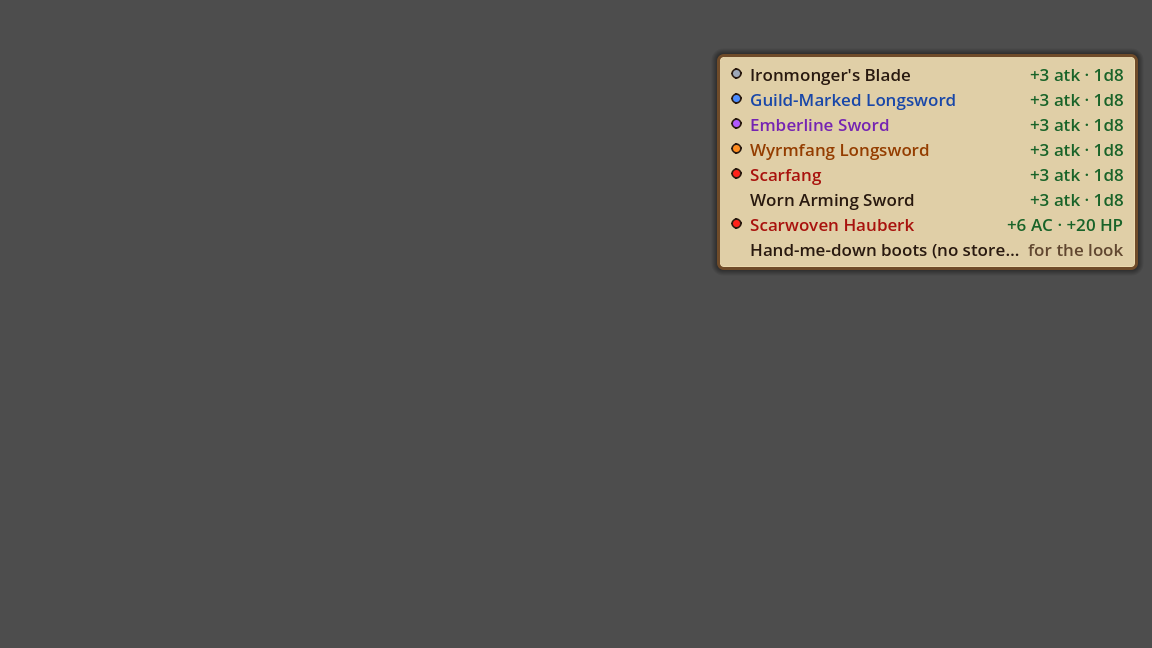 Ironmonger's Blade +3 atk · 1d8
Guild-Marked Longsword +3 atk · 1d8
Emberline Sword +3 atk · 1d8
Wyrmfang Longsword +3 atk · 1d8
Scarfang +3 atk · 1d8
Worn Arming Sword +3 atk · 1d8
Scarwoven Hauberk +6 AC · +20 HP
Hand-me-down boots (no store... for the look